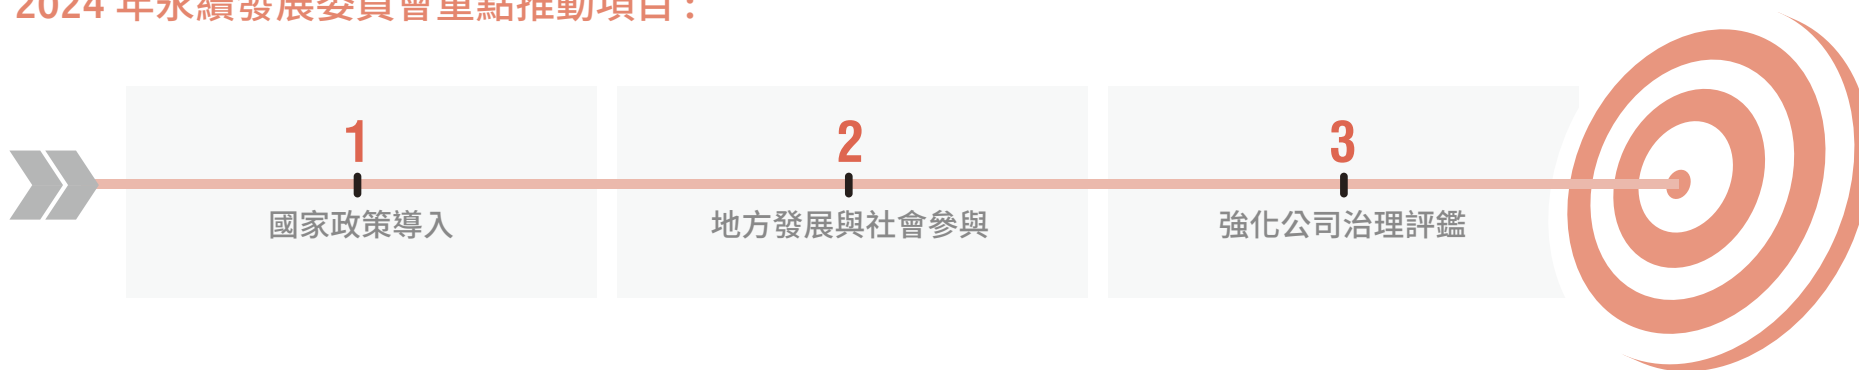 2024 年永續發展委員會重點推動項目：
1
國家政策導入
2
地方發展與社會參與
3
強化公司治理評鑑